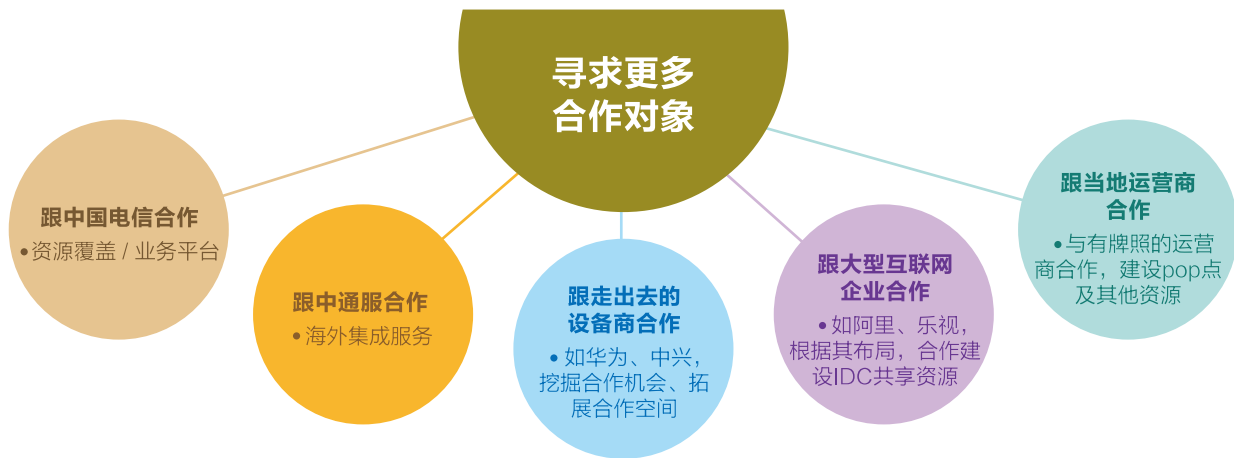 寻求更多
合作对象
跟中国电信合作
•资源覆盖 / 业务平台
跟中通服合作
•海外集成服务
跟走出去的
设备商合作
•如华为、中兴，
挖掘合作机会、拓
展合作空间
跟大型互联网
企业合作
•如阿里、乐视，
根据其布局，合作建
设IDC共享资源
跟当地运营商
合作
•与有牌照的运营
商合作，建设pop点
及其他资源